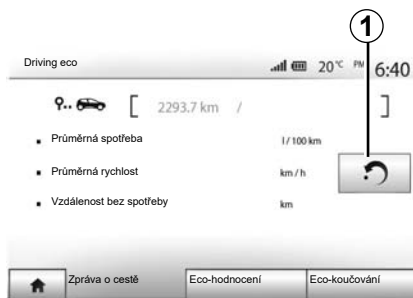 1
Driving eco 20°C PM 6:40
[ 2293.7 km / ]
Průměrná spotřeba l/100 km
Průměrná rychlost km/h
Vzdálenost bez spotřeby km
Zpráva o cestě Eco-hodnocení Eco-koučování